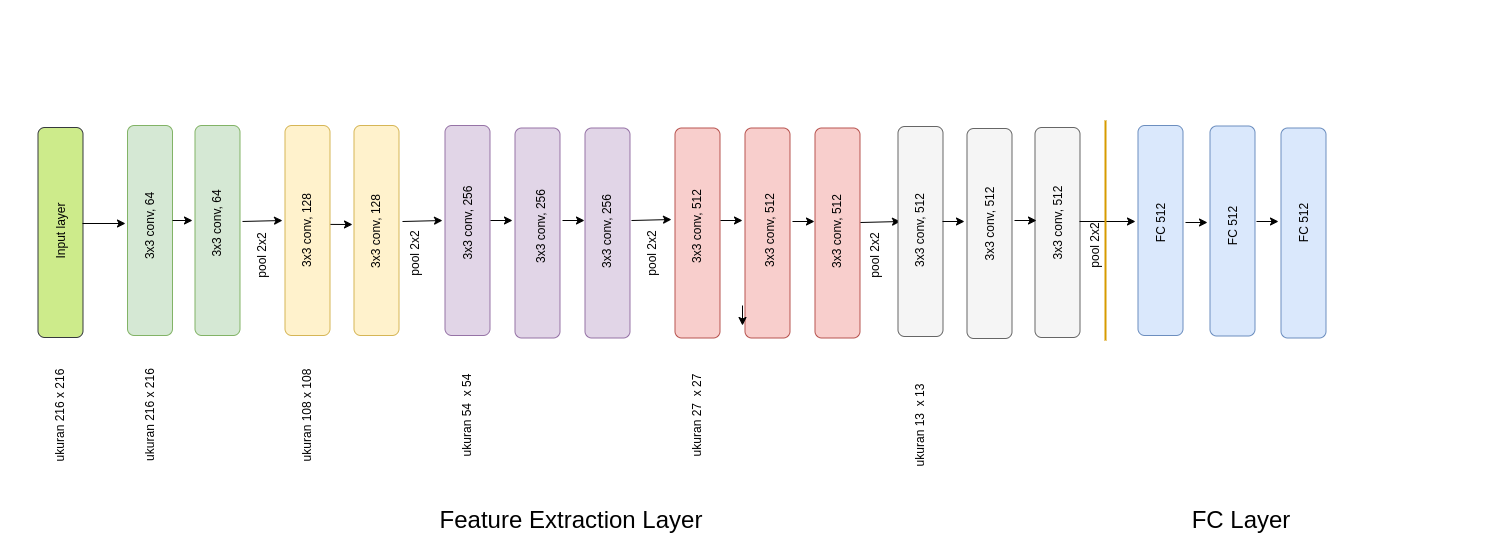 Input layer
3x3 conv, 64
3x3 conv, 64
pool 2x2
3x3 conv, 128
3x3 conv, 128
pool 2x2
3x3 conv, 256
3x3 conv, 256
3x3 conv, 256
pool 2x2
3x3 conv, 512
3x3 conv, 512
3x3 conv, 512
pool 2x2
3x3 conv, 512
3x3 conv, 512
3x3 conv, 512
pool 2x2
FC 512
FC 512
FC 512
ukuran 216 x 216
ukuran 216 x 216
ukuran 108 x 108
ukuran 54 x 54
ukuran 27 x 27
ukuran 13 x 13
Feature Extraction Layer
FC Layer